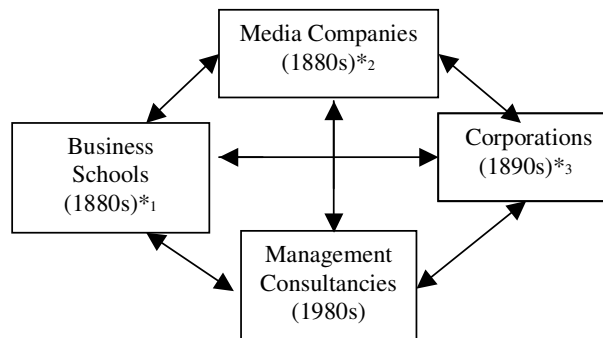 Media Companies
(1880s)*2
Business
Schools
(1880s)*1
Corporations
(1890s)*3
Management
Consultancies
(1980s)